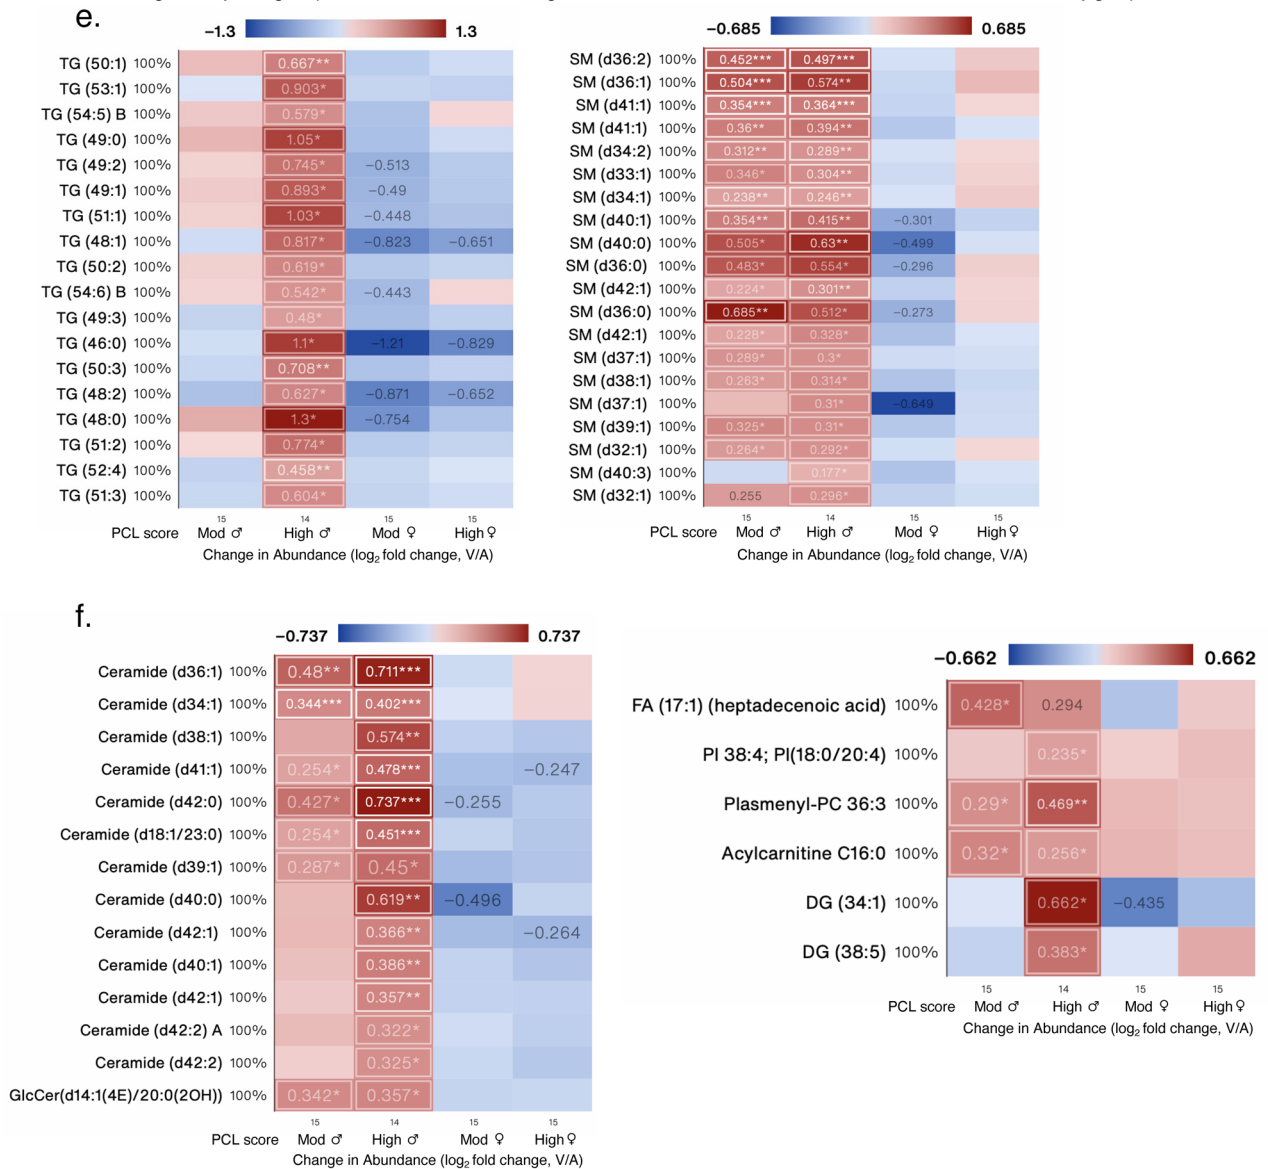 e.
−1.3 1.3
TG (50:1) 100% 0.667**
TG (53:1) 100% 0.903*
TG (54:5) B 100% 0.579*
TG (49:0) 100% 1.05*
TG (49:2) 100% 0.745* −0.513
TG (49:1) 100% 0.893* −0.49
TG (51:1) 100% 1.03* −0.448
TG (48:1) 100% 0.817* −0.823 −0.651
TG (50:2) 100% 0.619*
TG (54:6) B 100% 0.542* −0.443
TG (49:3) 100% 0.48*
TG (46:0) 100% 1.1* −1.21 −0.829
TG (50:3) 100% 0.708**
TG (48:2) 100% 0.627* −0.871 −0.652
TG (48:0) 100% 1.3* −0.754
TG (51:2) 100% 0.774*
TG (52:4) 100% 0.458**
TG (51:3) 100% 0.604*
15 14 15 15
PCL score Mod ♂ High ♂ Mod ♀ High ♀
Change in Abundance (log2 fold change, V/A)
−0.685 0.685
SM (d36:2) 100% 0.452*** 0.497***
SM (d36:1) 100% 0.504*** 0.574**
SM (d41:1) 100% 0.354*** 0.364***
SM (d41:1) 100% 0.36** 0.394**
SM (d34:2) 100% 0.312** 0.289**
SM (d33:1) 100% 0.346* 0.304**
SM (d34:1) 100% 0.238** 0.246**
SM (d40:1) 100% 0.354** 0.415** −0.301
SM (d40:0) 100% 0.505* 0.63** −0.499
SM (d36:0) 100% 0.483* 0.554* −0.296
SM (d42:1) 100% 0.224* 0.301**
SM (d36:0) 100% 0.685** 0.512* −0.273
SM (d42:1) 100% 0.228* 0.328*
SM (d37:1) 100% 0.289* 0.3*
SM (d38:1) 100% 0.263* 0.314*
SM (d37:1) 100% 0.31* −0.649
SM (d39:1) 100% 0.325* 0.31*
SM (d32:1) 100% 0.264* 0.292*
SM (d40:3) 100% 0.177*
SM (d32:1) 100% 0.255 0.296*
15 14 15 15
PCL score Mod ♂ High ♂ Mod ♀ High ♀
Change in Abundance (log2 fold change, V/A)
f.
−0.737 0.737
Ceramide (d36:1) 100% 0.48** 0.711***
Ceramide (d34:1) 100% 0.344*** 0.402***
Ceramide (d38:1) 100% 0.574**
Ceramide (d41:1) 100% 0.254* 0.478*** −0.247
Ceramide (d42:0) 100% 0.427* 0.737*** −0.255
Ceramide (d18:1/23:0) 100% 0.254* 0.451***
Ceramide (d39:1) 100% 0.287* 0.45*
Ceramide (d40:0) 100% 0.619** −0.496
Ceramide (d42:1) 100% 0.366** −0.264
Ceramide (d40:1) 100% 0.386**
Ceramide (d42:1) 100% 0.357**
Ceramide (d42:2) A 100% 0.322*
Ceramide (d42:2) 100% 0.325*
GlcCer(d14:1(4E)/20:0(2OH)) 100% 0.342* 0.357*
15 14 15 15
PCL score Mod ♂ High ♂ Mod ♀ High ♀
Change in Abundance (log2 fold change, V/A)
−0.662 0.662
FA (17:1) (heptadecenoic acid) 100% 0.428* 0.294
PI 38:4; PI(18:0/20:4) 100% 0.235*
Plasmenyl-PC 36:3 100% 0.29* 0.469**
Acylcarnitine C16:0 100% 0.32* 0.256*
DG (34:1) 100% 0.662* −0.435
DG (38:5) 100% 0.383*
15 14 15 15
PCL score Mod ♂ High ♂ Mod ♀ High ♀
Change in Abundance (log2 fold change, V/A)